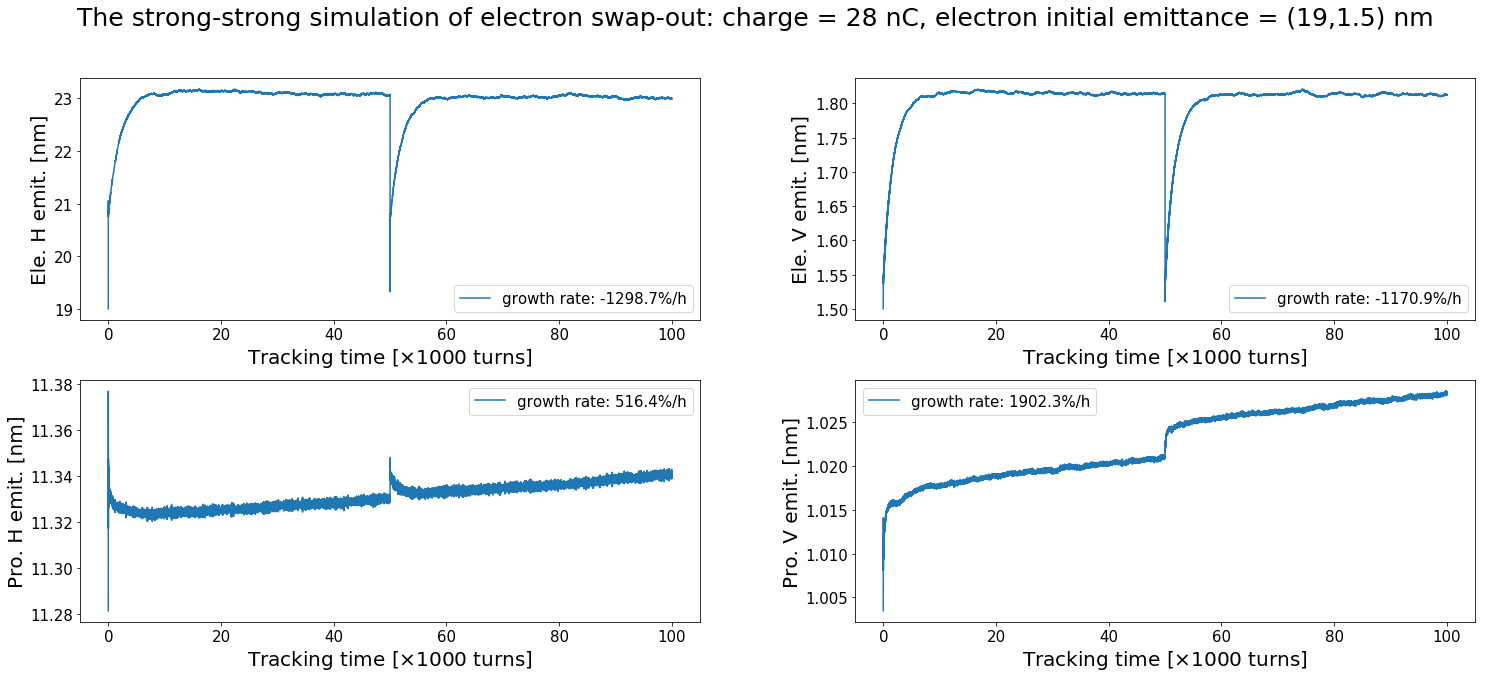 The strong-strong simulation of electron swap-out: charge = 28 nC, electron initial emittance = (19,1.5) nm
Ele. H emit. [nm]
23
22
21
20
19
growth rate: -1298.7%/h
0 20 40 60 80 100
Tracking time [×1000 turns]
Ele. V emit. [nm]
1.80
1.75
1.70
1.65
1.60
1.55
1.50
growth rate: -1170.9%/h
0 20 40 60 80 100
Tracking time [×1000 turns]
Pro. H emit. [nm]
11.38
11.36
11.34
11.32
11.30
11.28
growth rate: 516.4%/h
0 20 40 60 80 100
Tracking time [×1000 turns]
Pro. V emit. [nm]
1.025
1.020
1.015
1.010
1.005
growth rate: 1902.3%/h
0 20 40 60 80 100
Tracking time [×1000 turns]